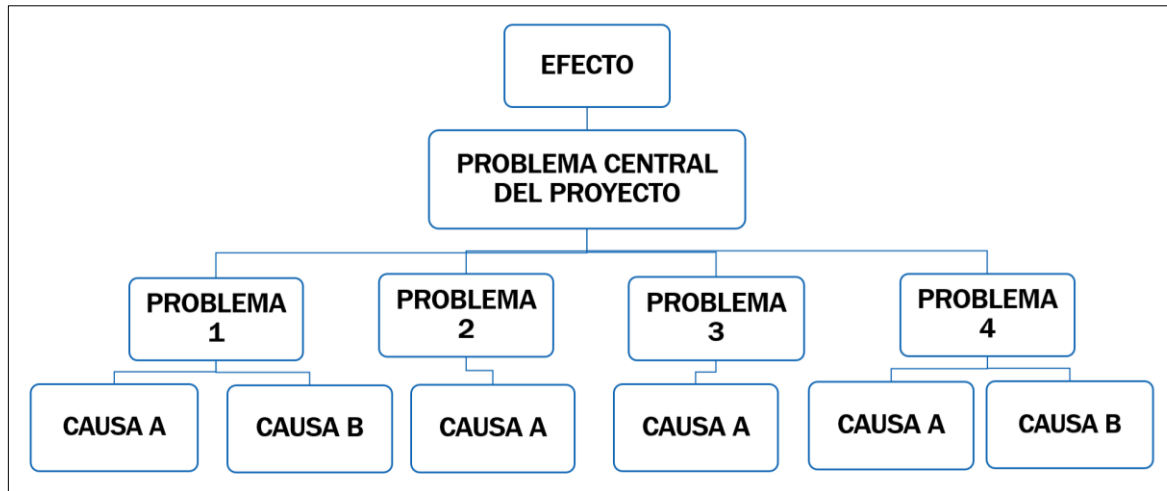 EFECTO
PROBLEMA CENTRAL
DEL PROYECTO
PROBLEMA
1
PROBLEMA
2
PROBLEMA
3
PROBLEMA
4
CAUSA A
CAUSA B
CAUSA A
CAUSA A
CAUSA A
CAUSA B